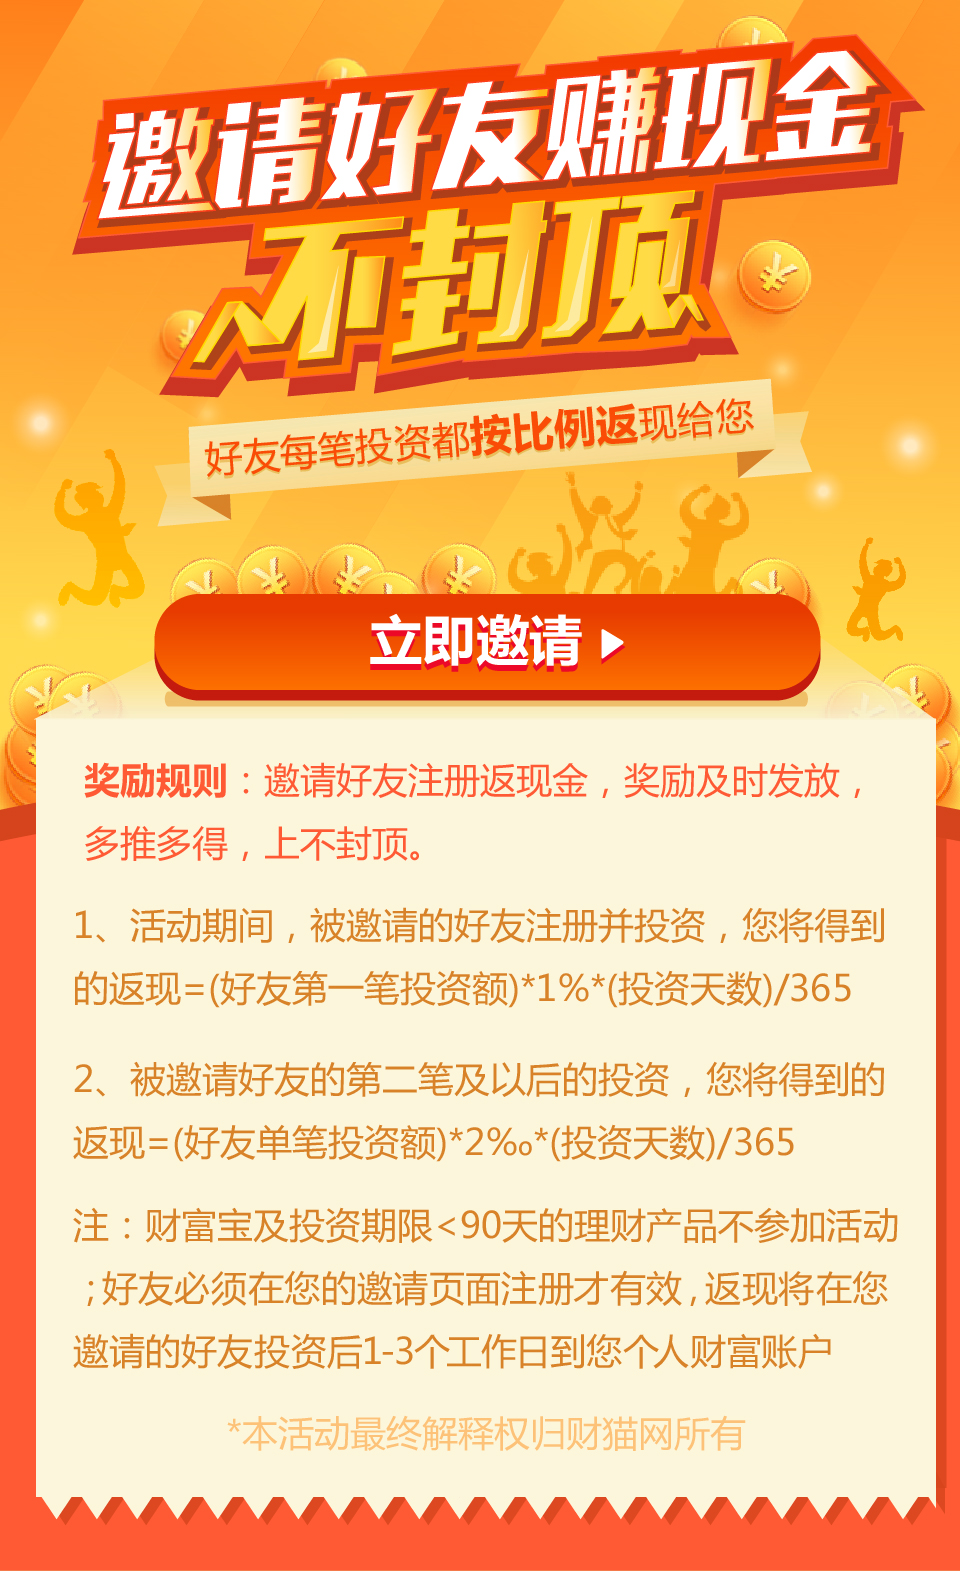 邀请好友赚现金
不封顶
好友每笔投资都按比例返现给您
立即邀请
奖励规则：邀请好友注册返现金，奖励及时发放，
多推多得，上不封顶。
1、活动期间，被邀请的好友注册并投资，您将得到
的返现=(好友第一笔投资额)*1%*(投资天数)/365
2、被邀请好友的第二笔及以后的投资，您将得到的
返现=(好友单笔投资额)*2‰*(投资天数)/365
注：财富宝及投资期限<90天的理财产品不参加活动
;好友必须在您的邀请页面注册才有效,返现将在您
邀请的好友投资后1-3个工作日到您个人财富账户
*本活动最终解释权归财猫网所有